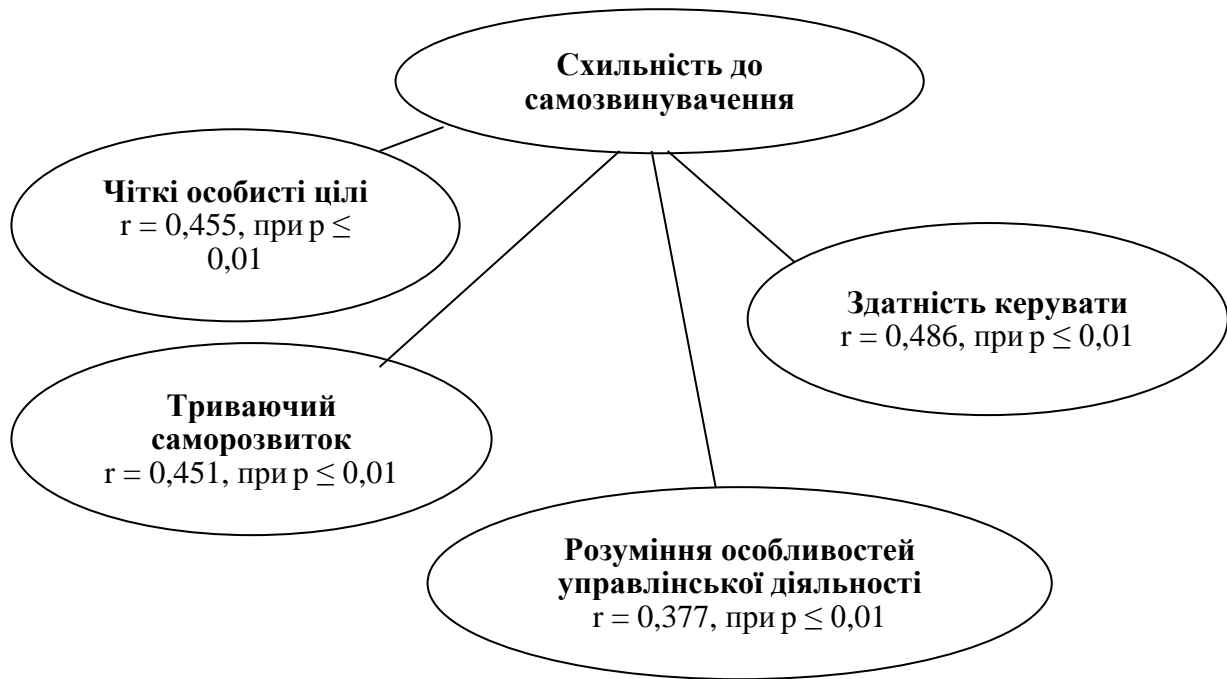 Схильність до
самозвинувачення
Чіткі особисті цілі
r = 0,455, при p ≤
0,01
Здатність керувати
r = 0,486, при p ≤ 0,01
Триваючий
саморозвиток
r = 0,451, при p ≤ 0,01
Розуміння особливостей
управлінської діяльності
r = 0,377, при p ≤ 0,01